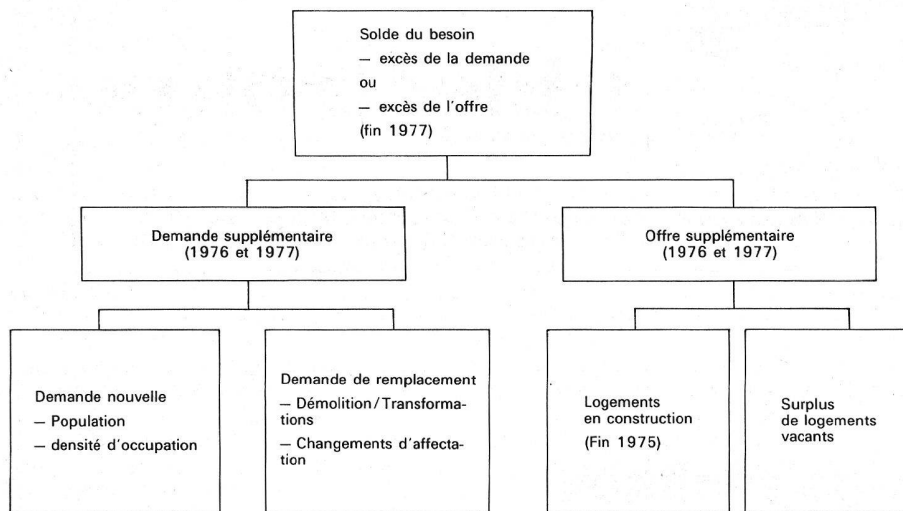 Solde du besoin
— excès de la demande
ou
— excès de l'offre
(fin 1977)
Demande supplémentaire
(1976 et 1977)
Offre supplémentaire
(1976 et 1977)
Demande nouvelle
— Population
— densité d'occupation
Demande de remplacement
— Démolition/Transforma-
tions
— Changements d'affecta-
tion
Logements
en construction
(Fin 1975)
Surplus
de logements
vacants